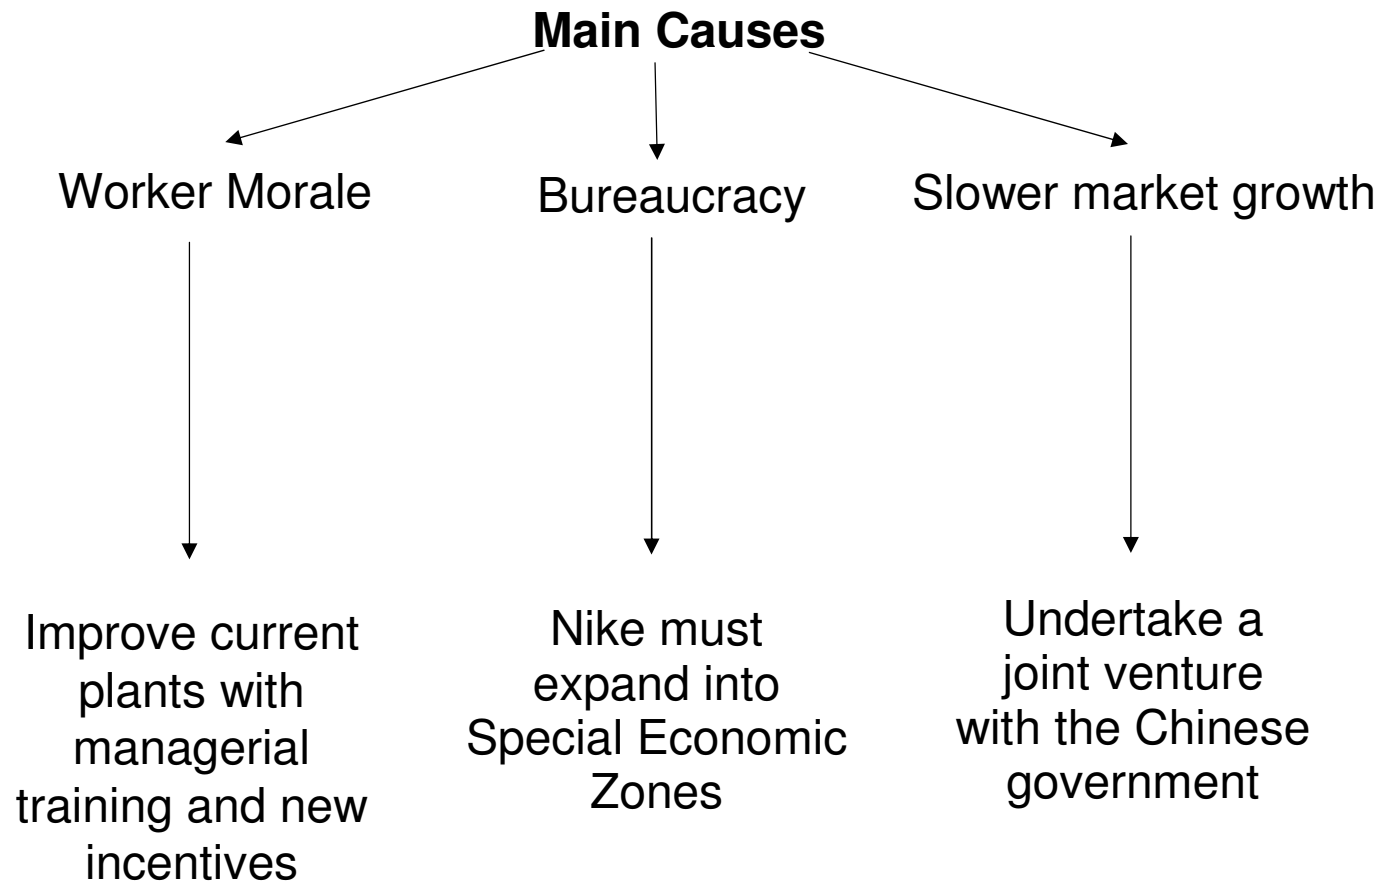 Main Causes
Worker Morale
Bureaucracy
Slower market growth
Improve current
plants with
managerial
training and new
incentives
Nike must
expand into
Special Economic
Zones
Undertake a
joint venture
with the Chinese
government